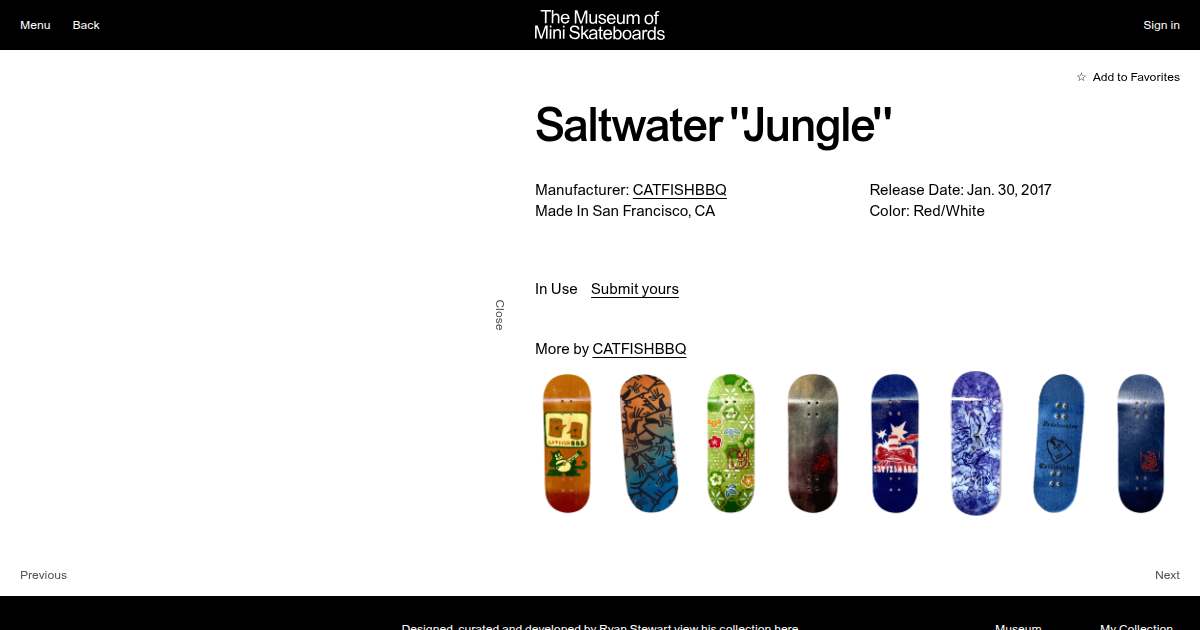 Menu
Back
The Museum of
Mini Skateboards
Sign in
☆ Add to Favorites
Saltwater "Jungle"
Manufacturer: CATFISHBBQ
Made In San Francisco, CA
Release Date: Jan. 30, 2017
Color: Red/White
In Use Submit yours
Close
More by CATFISHBBQ
Previous
Next
Designed, curated and developed by Ryan Stewart view his collection here
Museum
My Collection